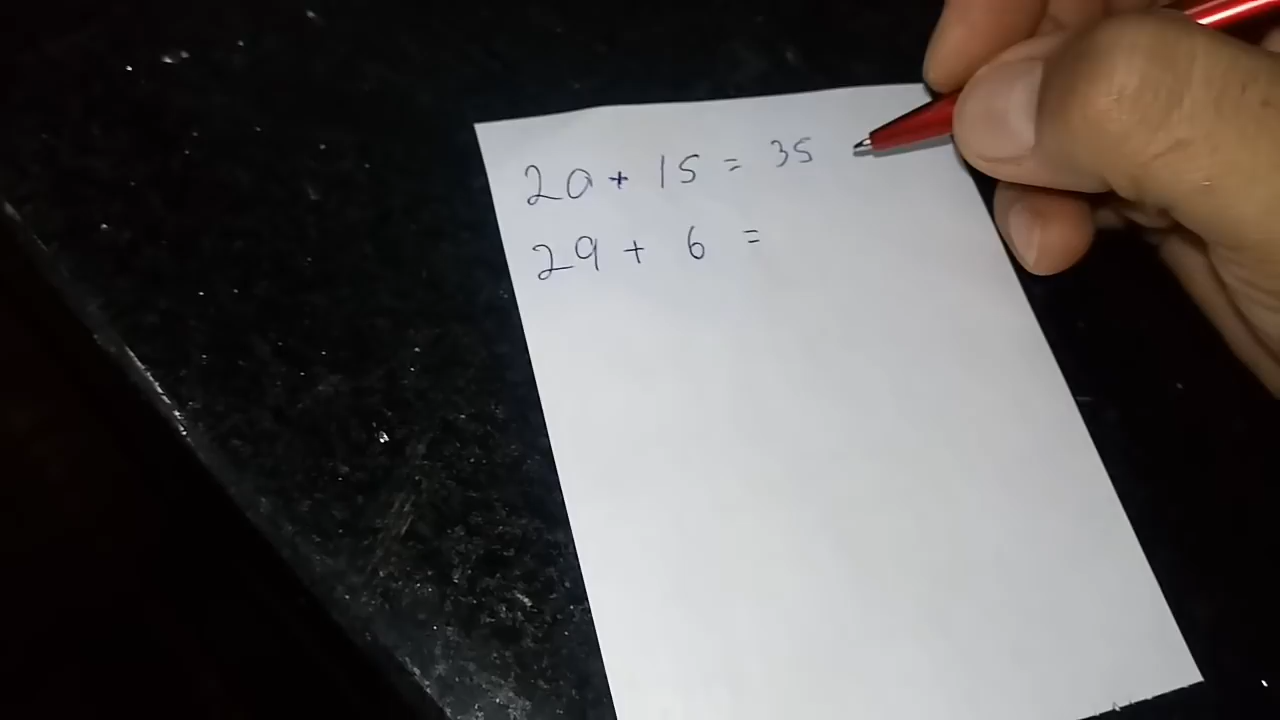 20 + 15 = 35
29 + 6 =